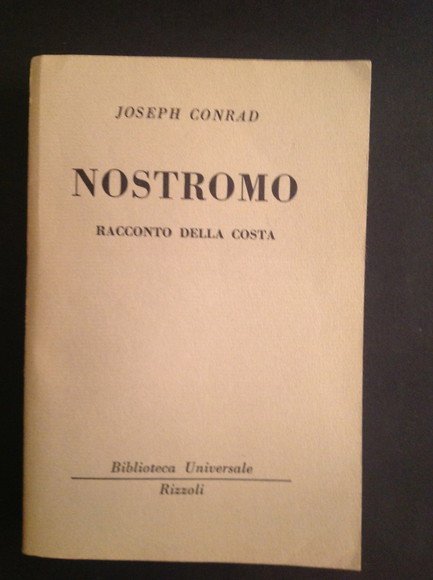 JOSEPH CONRAD
NOSTROMO
RACCONTO DELLA COSTA
Biblioteca Universale
Rizzoli